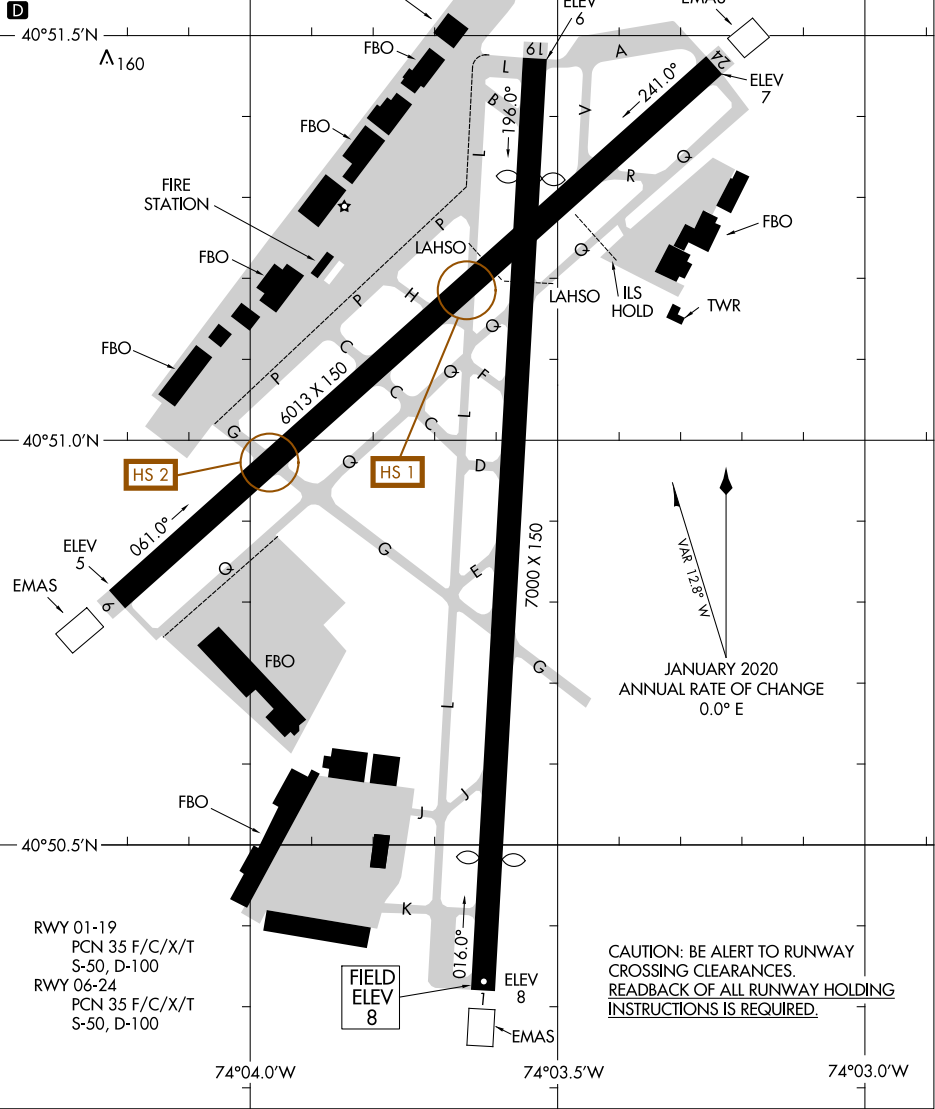 D
40°51.5'N
160
FBO
FBO
FIRE
STATION
FBO
FBO
ELEV
6
19
L
A
B
196.0°
V
241.0°
24
ELEV
7
L
Q
R
P
LAHSO
Q
FBO
LAHSO
ILS
HOLD
TWR
H
P
Q
C
6013 X 150
P
C
Q
F
L
G
C
40°51.0'N
HS 2
Q
HS 1
D
061.0°
ELEV
5
EMAS
6
Q
G
E
7000 X 150
G
VAR 12.8° W
JANUARY 2020
ANNUAL RATE OF CHANGE
0.0° E
FBO
L
FBO
J
J
40°50.5'N
K
016.0°
RWY 01-19
PCN 35 F/C/X/T
S-50, D-100
RWY 06-24
PCN 35 F/C/X/T
S-50, D-100
FIELD
ELEV
8
1
ELEV
8
EMAS
CAUTION: BE ALERT TO RUNWAY
CROSSING CLEARANCES.
READBACK OF ALL RUNWAY HOLDING
INSTRUCTIONS IS REQUIRED.
74°04.0'W
74°03.5'W
74°03.0'W